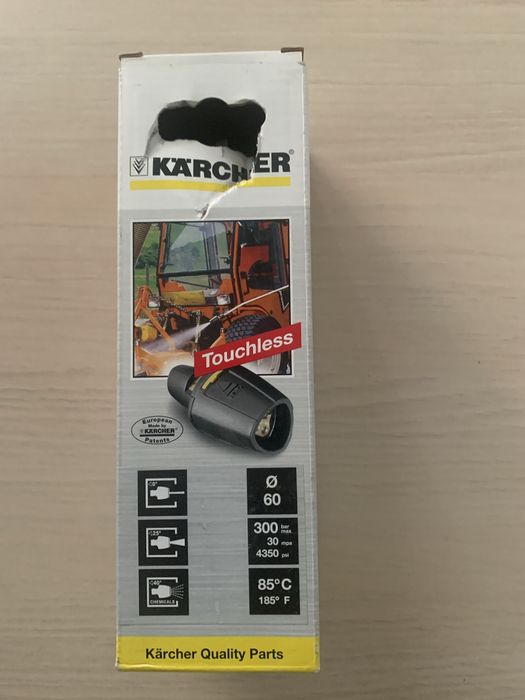 KÄRCHER®
Touchless
European
Made by
KÄRCHER
Patents
0°
Ø
60
25°
300 bar max.
30 mpa
4350 psi
40°
CHEMICALS
85°C
185° F
Kärcher Quality Parts